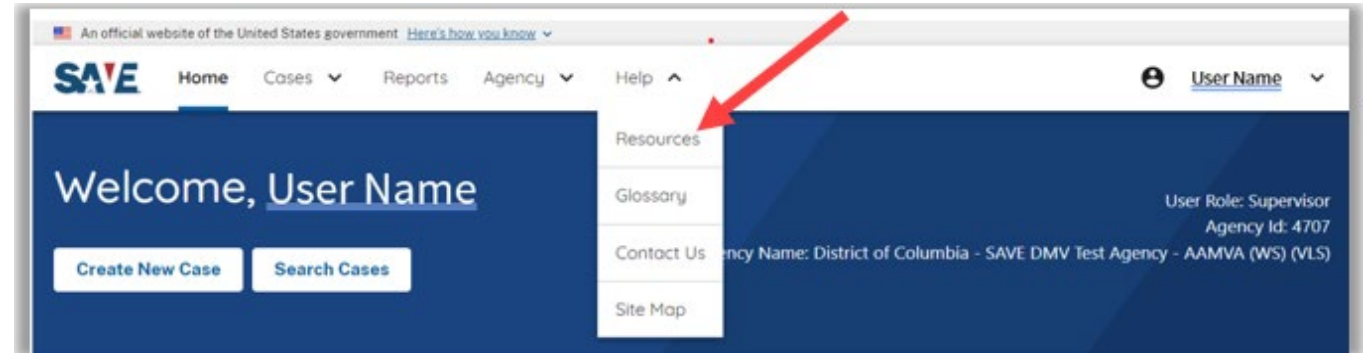 An official website of the United States government Here's how you know
SAVE Home Cases Reports Agency Help User Name
Resources
Welcome, User Name
Glossary
User Role: Supervisor
Agency Id: 4707
Contact Us
ncy Name: District of Columbia - SAVE DMV Test Agency - AAMVA (WS) (VLS)
Create New Case Search Cases
Site Map